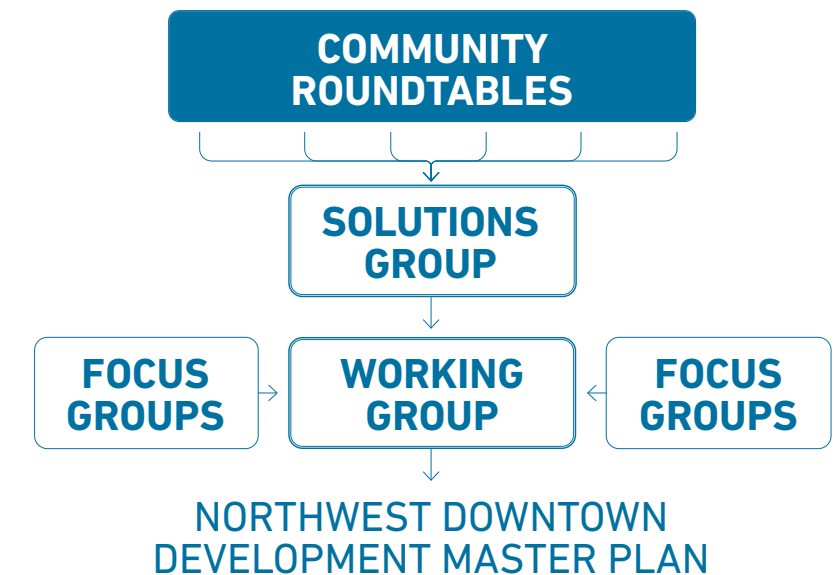 COMMUNITY
ROUNDTABLES
SOLUTIONS
GROUP
FOCUS
GROUPS
WORKING
GROUP
FOCUS
GROUPS
NORTHWEST DOWNTOWN
DEVELOPMENT MASTER PLAN